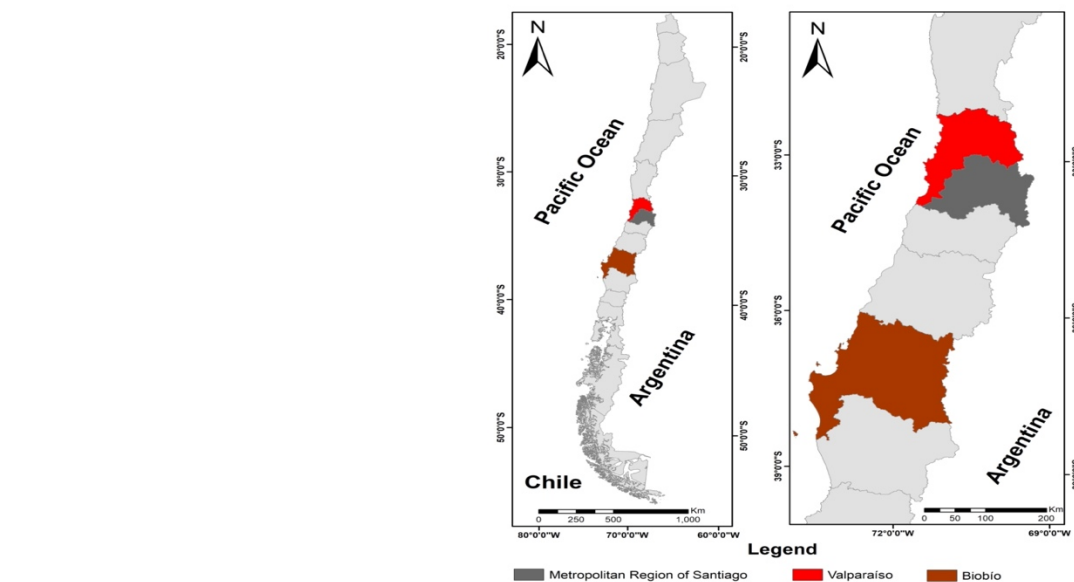 N
20°0'0"S
20°0'0"S
30°0'0"S
30°0'0"S
40°0'0"S
40°0'0"S
50°0'0"S
50°0'0"S
Pacific Ocean
Argentina
Chile
Km
0 250 500 1,000
80°0'0"W 70°0'0"W 60°0'0"W
N
33°0'0"S
36°0'0"S
39°0'0"S
Pacific Ocean
Argentina
Km
0 50 100 200
72°0'0"W 69°0'0"W
Legend
Metropolitan Region of Santiago Valparaíso Biobío